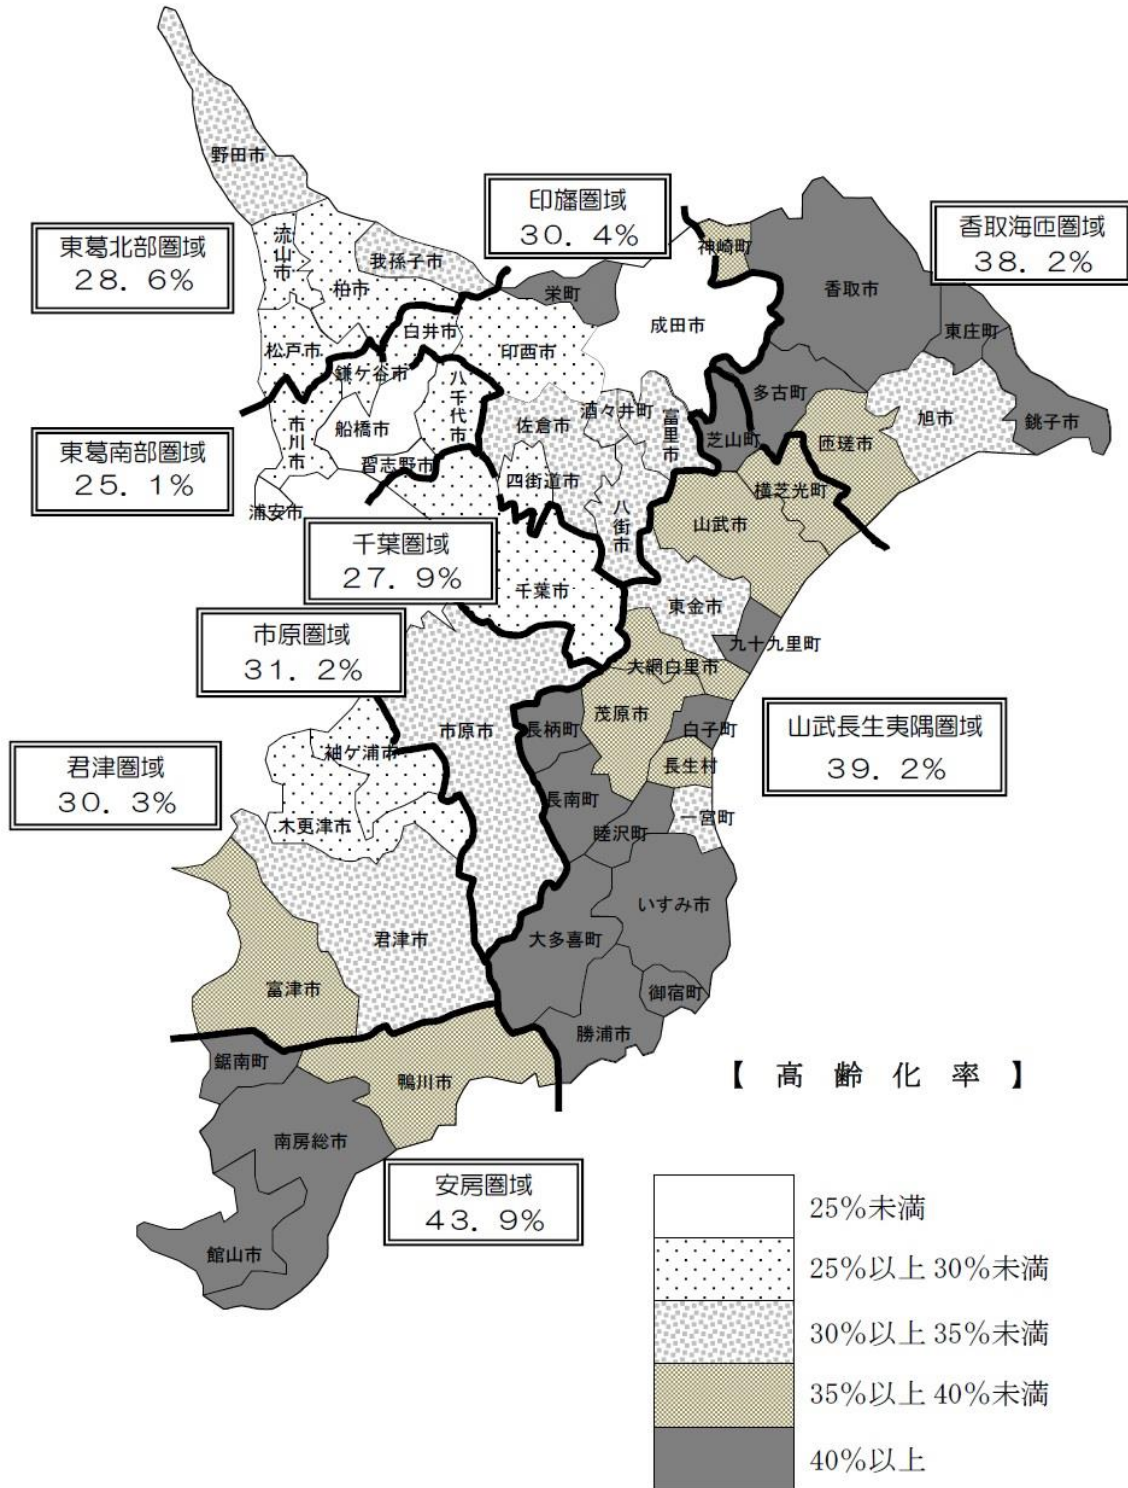 野田市
印旛圏域
30.4%
東葛北部圏域
28.6%
香取海匝圏域
38.2%
流山市
我孫子市
神崎町
柏市
栄町
香取市
白井市
印西市
成田市
東庄町
松戸市
鎌ケ谷市
八千代市
多古町
旭市
市川市
船橋市
佐倉市
酒々井町
富里市
芝山町
匝瑳市
銚子市
東葛南部圏域
25.1%
習志野市
四街道市
横芝光町
浦安市
八街市
山武市
千葉圏域
27.9%
千葉市
東金市
市原圏域
31.2%
九十九里町
大網白里市
市原市
長柄町
茂原市
白子町
山武長生夷隅圏域
39.2%
君津圏域
30.3%
袖ケ浦市
長生村
長南町
木更津市
睦沢町
一宮町
いすみ市
君津市
大多喜町
富津市
御宿町
勝浦市
鋸南町
鴨川市
【 高 齢 化 率 】
南房総市
安房圏域
43.9%
館山市
25%未満
25%以上 30%未満
30%以上 35%未満
35%以上 40%未満
40%以上